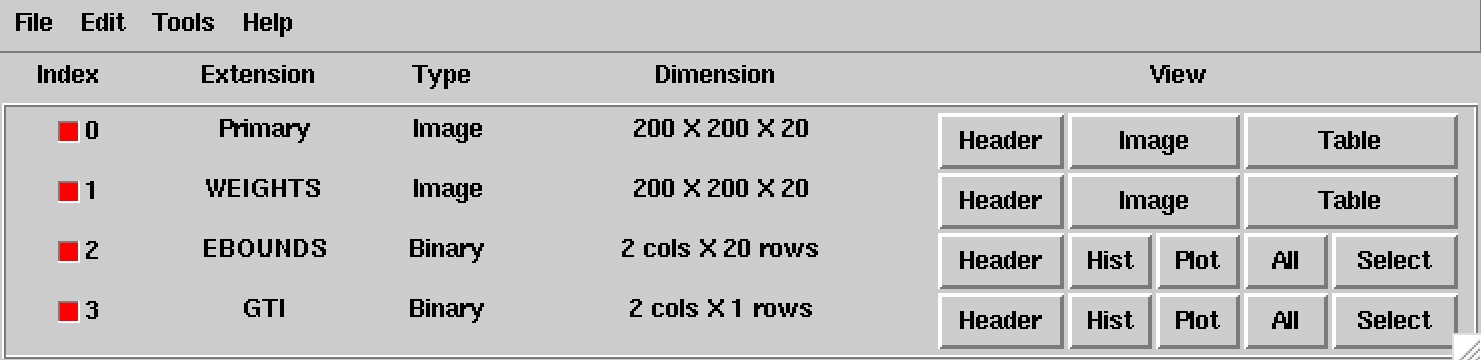 File Edit Tools Help
Index Extension Type Dimension View
0 Primary Image 200 X 200 X 20 Header Image Table
1 WEIGHTS Image 200 X 200 X 20 Header Image Table
2 EBOUNDS Binary 2 cols X 20 rows Header Hist Plot All Select
3 GTI Binary 2 cols X 1 rows Header Hist Plot All Select